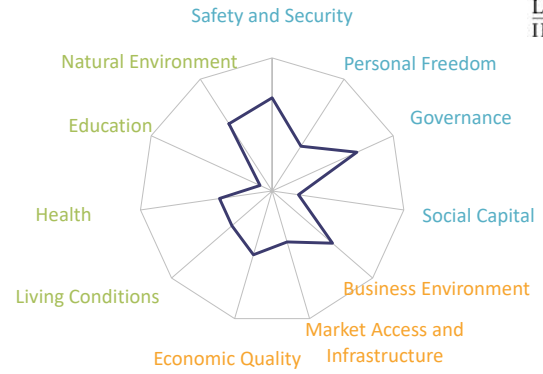 Safety and Security
Personal Freedom
Governance
Social Capital
Business Environment
Market Access and
Infrastructure
Economic Quality
Living Conditions
Health
Education
Natural Environment